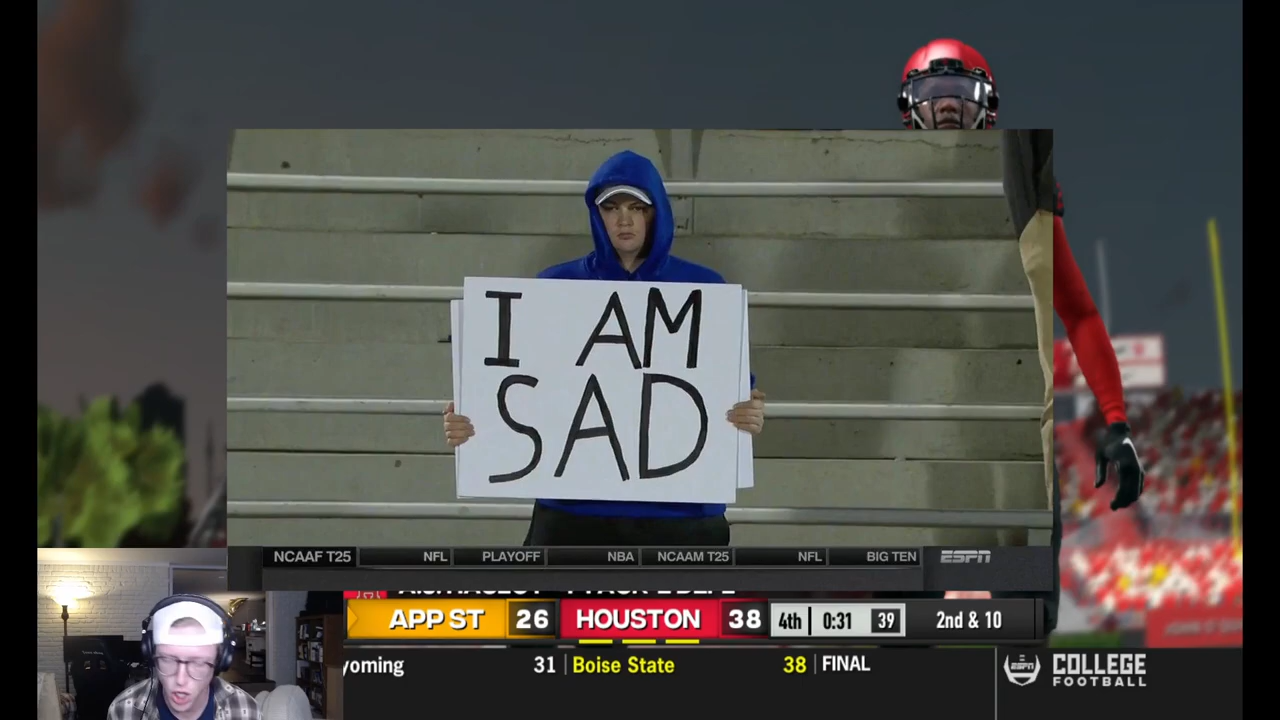 I AM
SAD
NCAAF T25 NFL PLAYOFF NBA NCAAM T25 NFL BIG TEN ESPN
APP ST 26 HOUSTON 38 4th 0:31 39 2nd & 10
yoming 31 Boise State 38 FINAL
ESPN COLLEGE
FOOTBALL